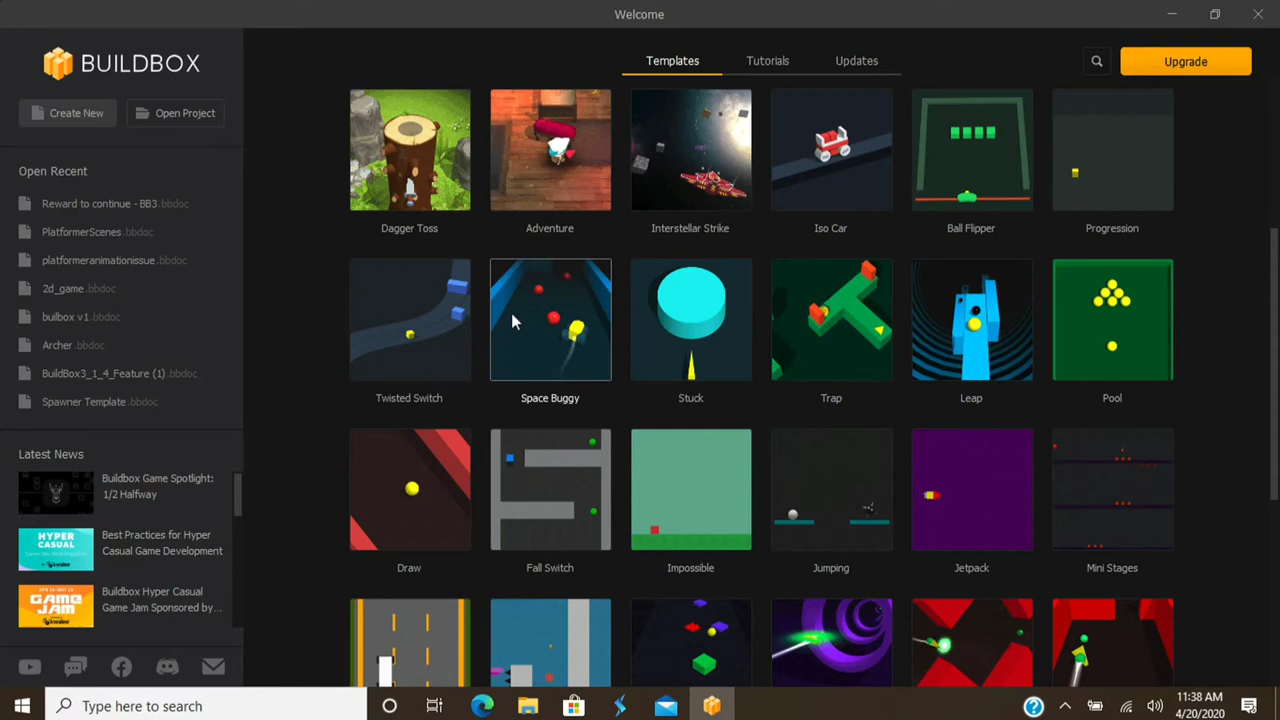 Welcome
BUILDBOX
Templates
Tutorials
Updates
Upgrade
Create New
Open Project
Open Recent
Reward to continue - BB3.bbdoc
PlatformerScenes.bbdoc
platformeranimationissue.bbdoc
2d_game.bbdoc
builbox v1.bbdoc
Archer.bbdoc
BuildBox3_1_4_Feature (1).bbdoc
Spawner Template.bbdoc
Latest News
Buildbox Game Spotlight:
1/2 Halfway
HYPER
CASUAL
Best Practices for Hyper
Casual Game Development
GAME
JAM
Buildbox Hyper Casual
Game Jam Sponsored by...
Dagger Toss
Adventure
Interstellar Strike
Iso Car
Ball Flipper
Progression
Twisted Switch
Space Buggy
Stuck
Trap
Leap
Pool
Draw
Fall Switch
Impossible
Jumping
Jetpack
Mini Stages
Type here to search
11:38 AM
4/20/2020